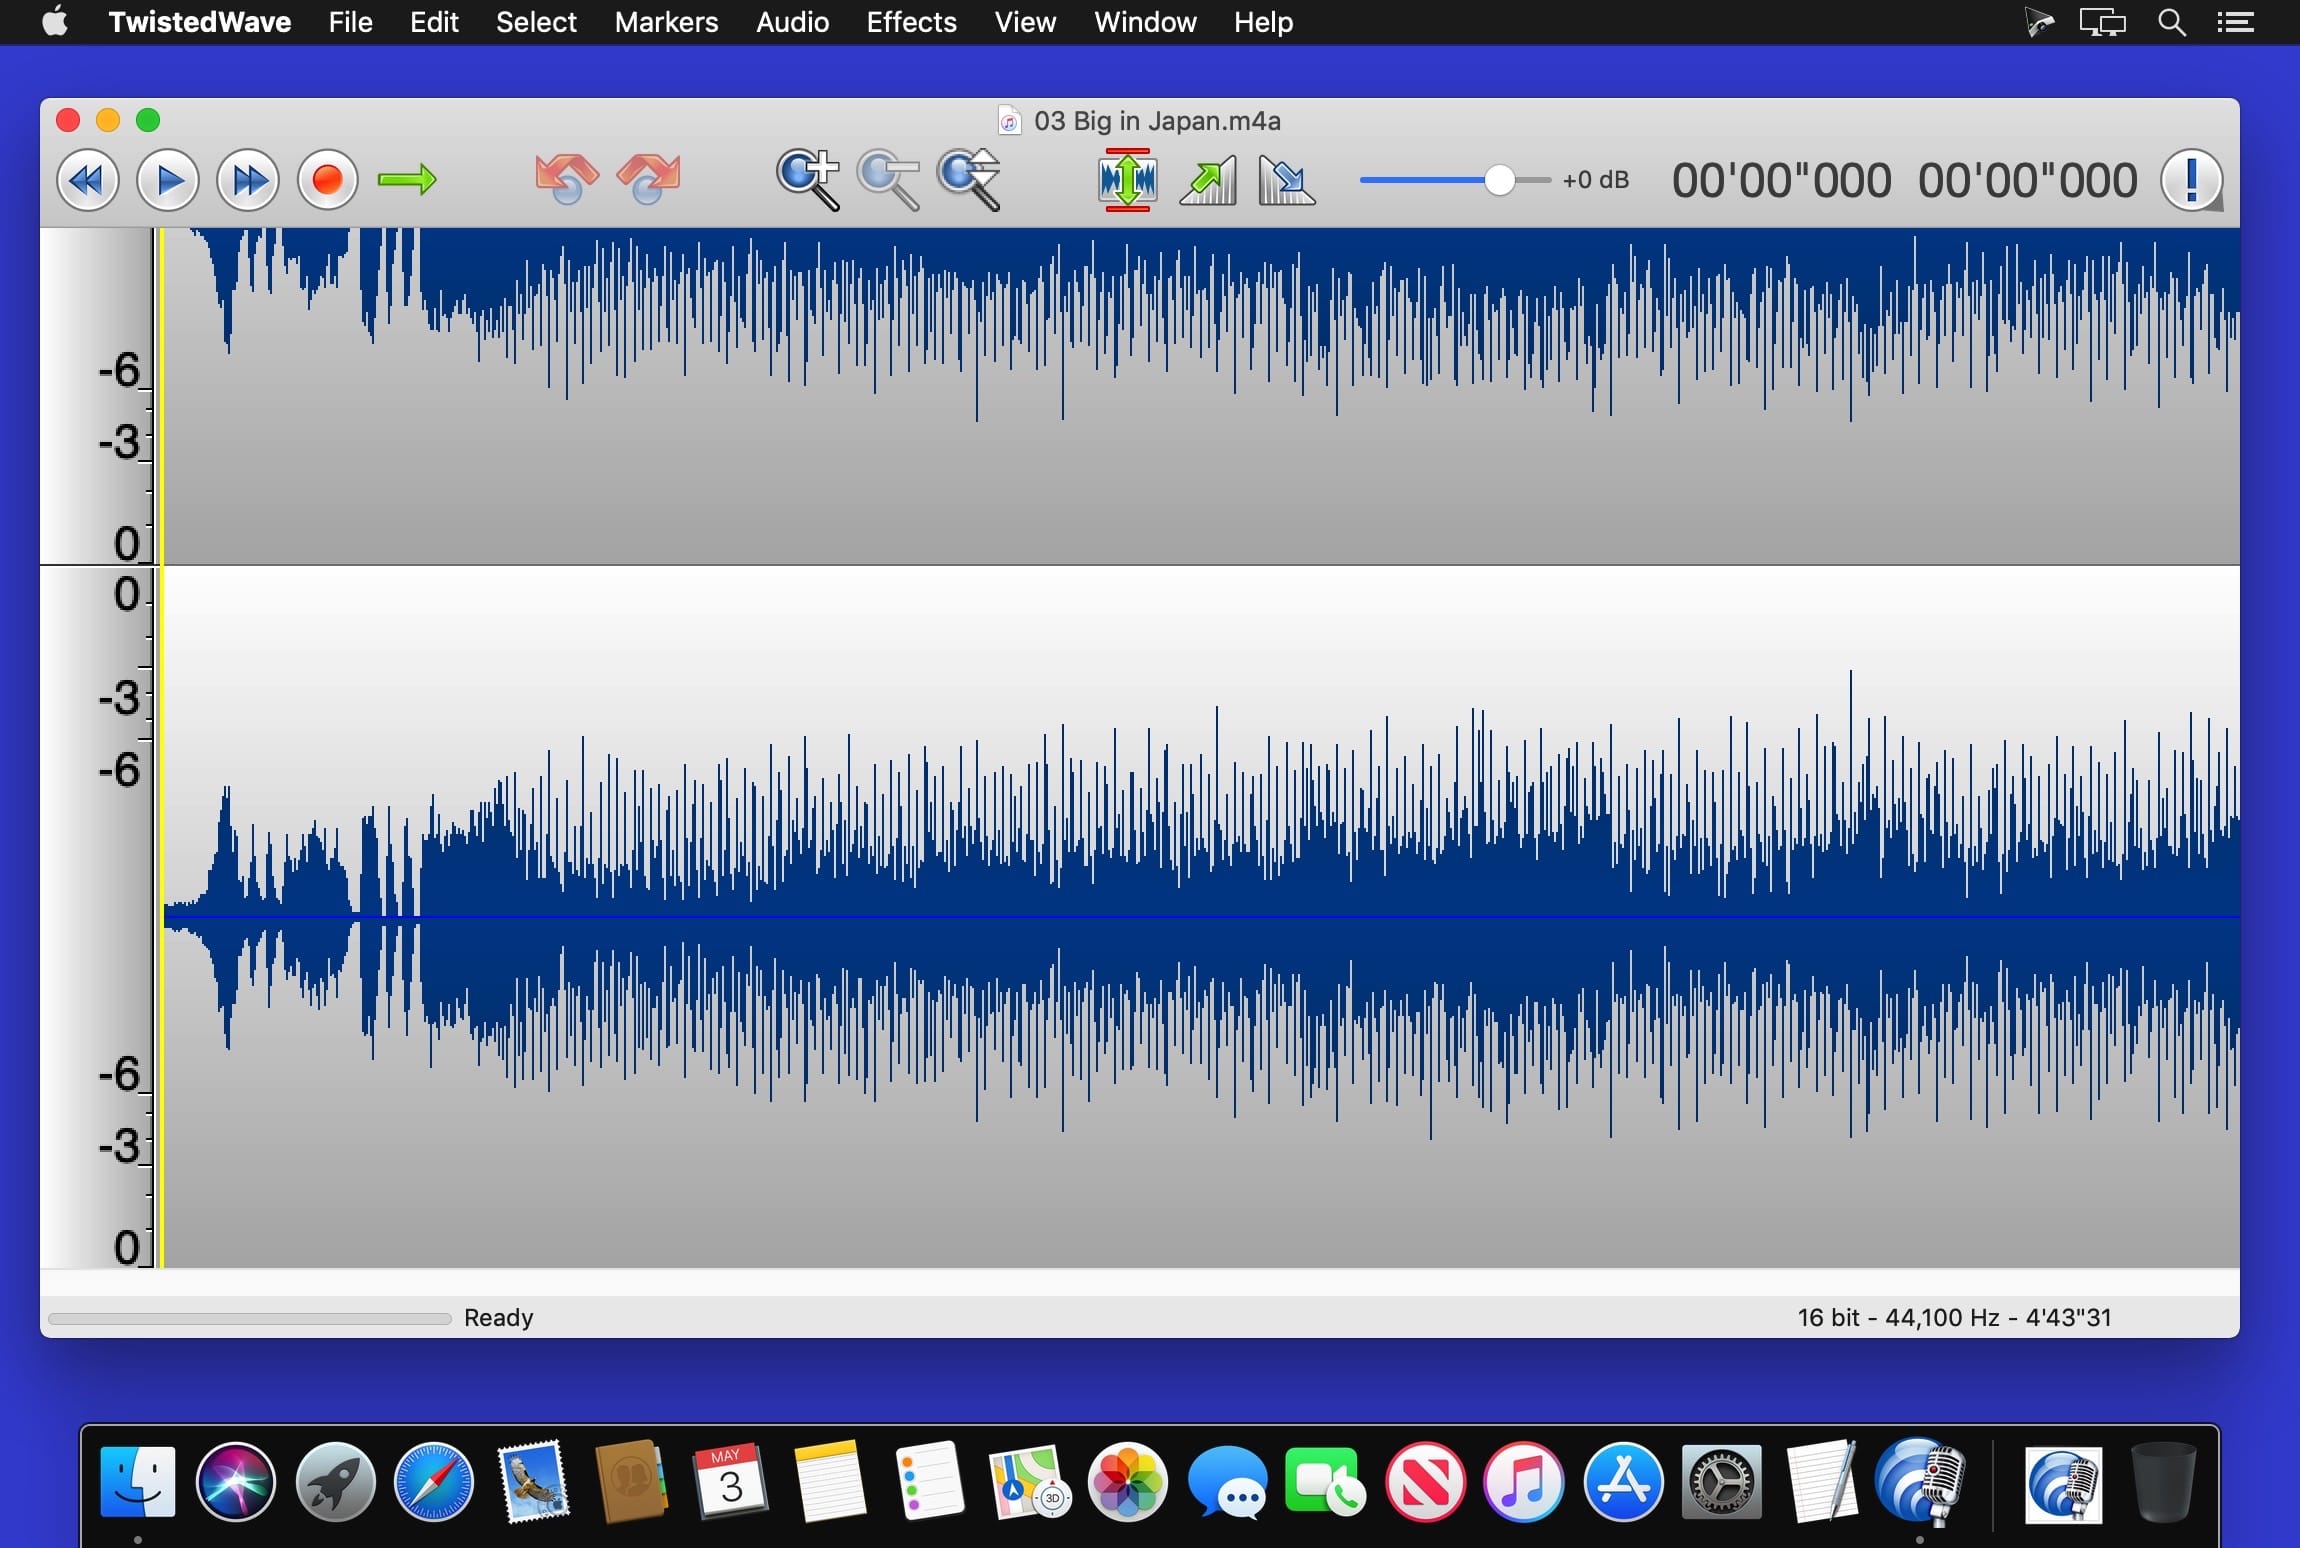 TwistedWave File Edit Select Markers Audio Effects View Window Help
03 Big in Japan.m4a
+0 dB 00'00"000 00'00"000
-6
-3
0
0
-3
-6
-6
-3
0
Ready 16 bit - 44,100 Hz - 4'43"31
MAY
3
3D